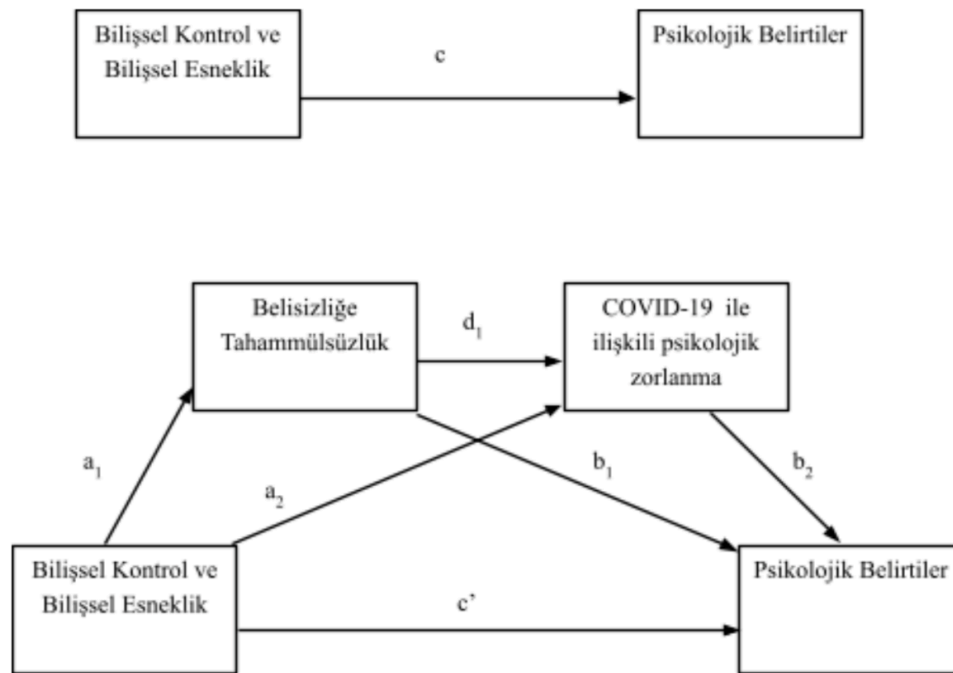 Bilişsel Kontrol ve
Bilişsel Esneklik
c
Psikolojik Belirtiler
Belisizliğe
Tahammülsüzlük
d₁
COVID-19 ile
ilişkili psikolojik
zorlanma
a₁
a₂
b₁
b₂
Bilişsel Kontrol ve
Bilişsel Esneklik
c’
Psikolojik Belirtiler